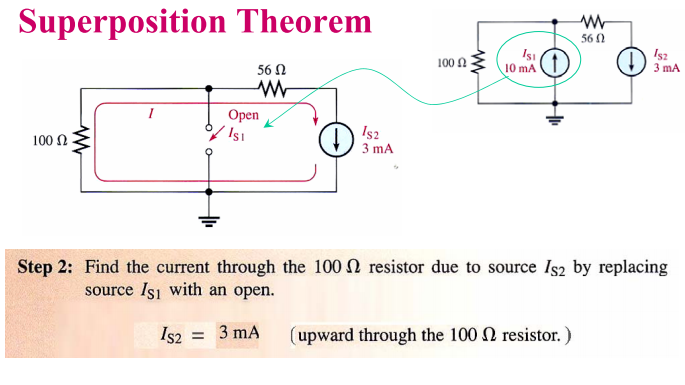 Superposition Theorem
56 Ω
100 Ω
IS1
10 mA
IS2
3 mA
56 Ω
I
Open
IS1
100 Ω
IS2
3 mA
Step 2: Find the current through the 100 Ω resistor due to source IS2 by replacing
source IS1 with an open.
IS2 = 3 mA (upward through the 100 Ω resistor. )